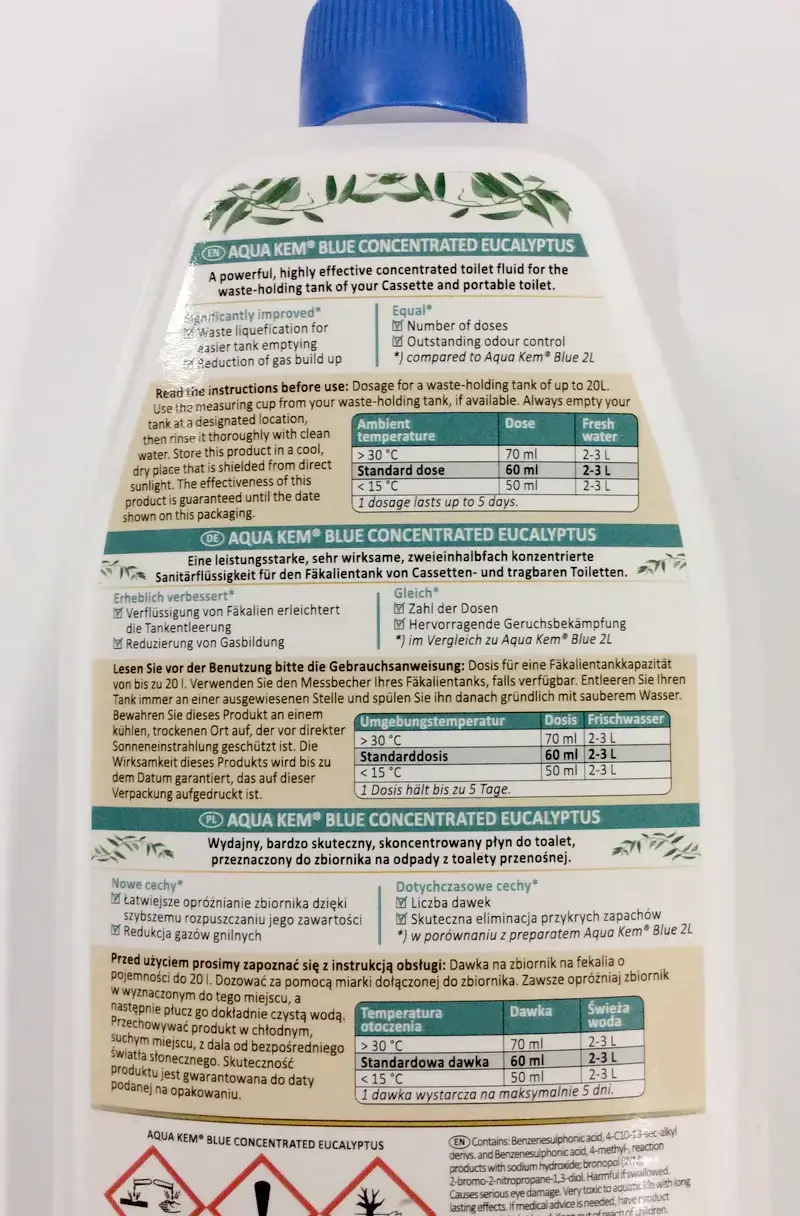 EN AQUA KEM® BLUE CONCENTRATED EUCALYPTUS
A powerful, highly effective concentrated toilet fluid for the
waste-holding tank of your Cassette and portable toilet.
Significantly improved*
Waste liquefication for
easier tank emptying
Reduction of gas build up
Equal*
Number of doses
Outstanding odour control
*) compared to Aqua Kem® Blue 2L
Read the instructions before use: Dosage for a waste-holding tank of up to 20L.
Use the measuring cup from your waste-holding tank, if available. Always empty your
tank at a designated location,
then rinse it thoroughly with clean
water. Store this product in a cool,
dry place that is shielded from direct
sunlight. The effectiveness of this
product is guaranteed until the date
shown on this packaging.
Ambient temperature Dose Fresh water
> 30 °C 70 ml 2-3 L
Standard dose 60 ml 2-3 L
< 15 °C 50 ml 2-3 L
1 dosage lasts up to 5 days.
DE AQUA KEM® BLUE CONCENTRATED EUCALYPTUS
Eine leistungsstarke, sehr wirksame, zweieinhalbfach konzentrierte
Sanitärflüssigkeit für den Fäkalientank von Cassetten- und tragbaren Toiletten.
Erheblich verbessert*
Verflüssigung von Fäkalien erleichtert
die Tankentleerung
Reduzierung von Gasbildung
Gleich*
Zahl der Dosen
Hervorragende Geruchsbekämpfung
*) im Vergleich zu Aqua Kem® Blue 2L
Lesen Sie vor der Benutzung bitte die Gebrauchsanweisung: Dosis für eine Fäkalientankkapazität
von bis zu 20 l. Verwenden Sie den Messbecher Ihres Fäkalientanks, falls verfügbar. Entleeren Sie Ihren
Tank immer an einer ausgewiesenen Stelle und spülen Sie ihn danach gründlich mit sauberem Wasser.
Bewahren Sie dieses Produkt an einem
kühlen, trockenen Ort auf, der vor direkter
Sonneneinstrahlung geschützt ist. Die
Wirksamkeit dieses Produkts wird bis zu
dem Datum garantiert, das auf dieser
Verpackung aufgedruckt ist.
Umgebungstemperatur Dosis Frischwasser
> 30 °C 70 ml 2-3 L
Standarddosis 60 ml 2-3 L
< 15 °C 50 ml 2-3 L
1 Dosis hält bis zu 5 Tage.
PL AQUA KEM® BLUE CONCENTRATED EUCALYPTUS
Wydajny, bardzo skuteczny, skoncentrowany płyn do toalet,
przeznaczony do zbiornika na odpady z toalety przenośnej.
Nowe cechy*
Łatwiejsze opróżnianie zbiornika dzięki
szybszemu rozpuszczaniu jego zawartości
Redukcja gazów gnilnych
Dotychczasowe cechy*
Liczba dawek
Skuteczna eliminacja przykrych zapachów
*) w porównaniu z preparatem Aqua Kem® Blue 2L
Przed użyciem prosimy zapoznać się z instrukcją obsługi: Dawka na zbiornik na fekalia o
pojemności do 20 l. Dozować za pomocą miarki dołączonej do zbiornika. Zawsze opróżniaj zbiornik
w wyznaczonym do tego miejscu, a
następnie płucz go dokładnie czystą wodą.
Przechowywać produkt w chłodnym,
suchym miejscu, z dala od bezpośredniego
światła słonecznego. Skuteczność
produktu jest gwarantowana do daty
podanej na opakowaniu.
Temperatura otoczenia Dawka Świeża woda
> 30 °C 70 ml 2-3 L
Standardowa dawka 60 ml 2-3 L
< 15 °C 50 ml 2-3 L
1 dawka wystarcza na maksymalnie 5 dni.
AQUA KEM® BLUE CONCENTRATED EUCALYPTUS
EN Contains: Benzenesulphonic acid, 4-C10-13-sec-alkyl
derivs. and Benzenesulphonic acid, 4-methyl-, reaction
products with sodium hydroxide; bronopol
2-bromo-2-nitropropane-1,3-diol. Harmful if swallowed.
Causes serious eye damage. Very toxic to aquatic life with long
lasting effects. If medical advice is needed, have product
out of reach of children.